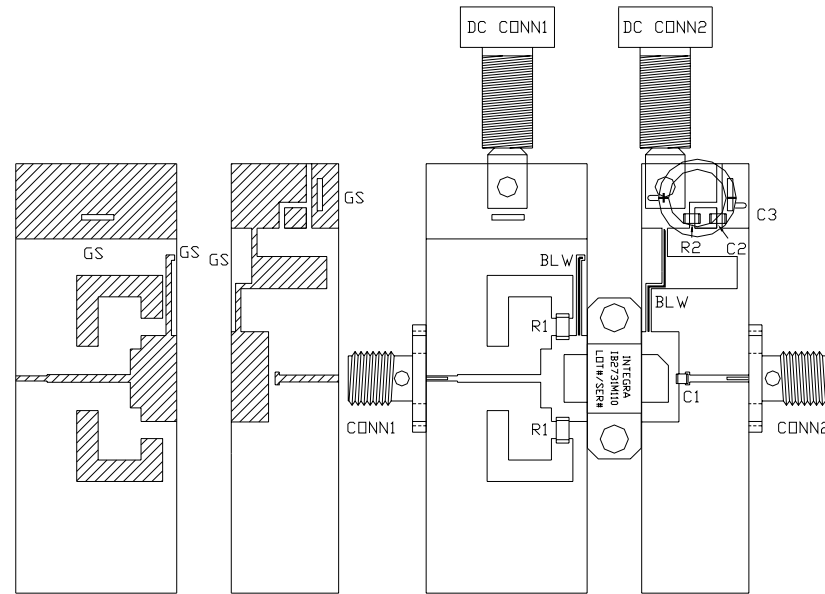 DC CONN1
DC CONN2
GS
C3
GS
GS
GS
R2
C2
BLW
BLW
R1
INTEGRA
IB2731M110
LOT#/SER#
C1
CONN1
CONN2
R1